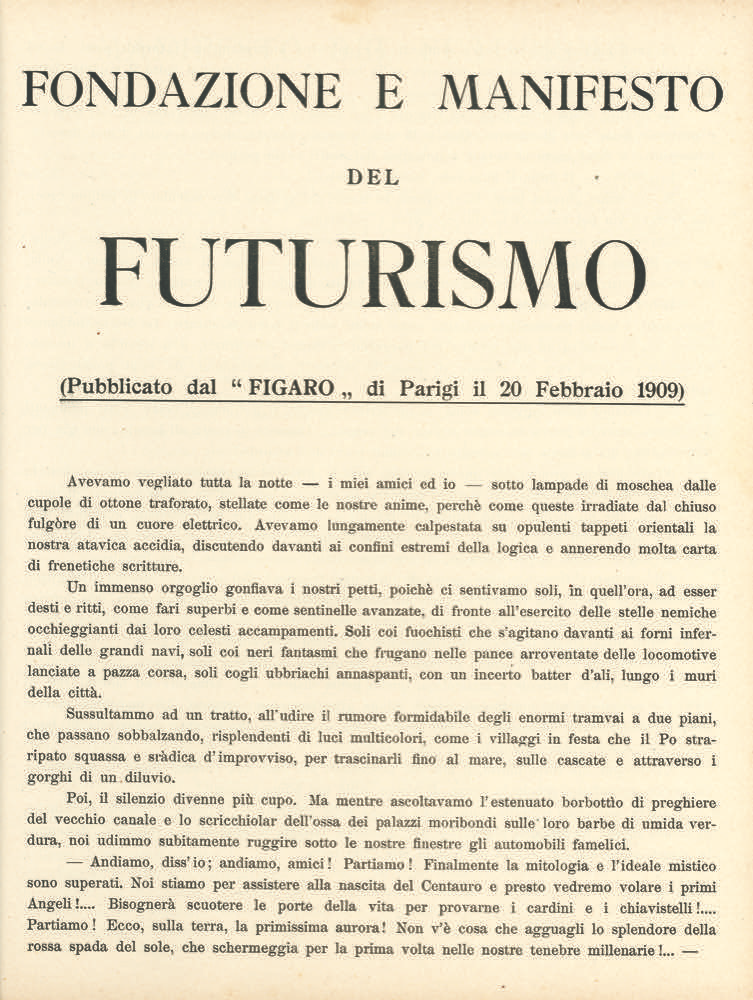 FONDAZIONE E MANIFESTO
DEL
FUTURISMO
(Pubblicato dal “ FIGARO „ di Parigi il 20 Febbraio 1909)
Avevamo vegliato tutta la notte — i miei amici ed io — sotto lampade di moschea dalle
cupole di ottone traforato, stellate come le nostre anime, perchè come queste irradiate dal chiuso
fulgòre di un cuore elettrico. Avevamo lungamente calpestata su opulenti tappeti orientali la
nostra atavica accidia, discutendo davanti ai confini estremi della logica e annerendo molta carta
di frenetiche scritture.
Un immenso orgoglio gonfiava i nostri petti, poichè ci sentivamo soli, in quell'ora, ad esser
desti e ritti, come fari superbi e come sentinelle avanzate, di fronte all'esercito delle stelle nemiche
occhieggianti dai loro celesti accampamenti. Soli coi fuochisti che s'agitano davanti ai forni infer-
nali delle grandi navi, soli coi neri fantasmi che frugano nelle pance arroventate delle locomotive
lanciate a pazza corsa, soli cogli ubbriachi annaspanti, con un incerto batter d'ali, lungo i muri
della città.
Sussultammo ad un tratto, all'udire il rumore formidabile degli enormi tramvai a due piani,
che passano sobbalzando, risplendenti di luci multicolori, come i villaggi in festa che il Po stra-
ripato squassa e sràdica d'improvviso, per trascinarli fino al mare, sulle cascate e attraverso i
gorghi di un diluvio.
Poi, il silenzio divenne più cupo. Ma mentre ascoltavamo l'estenuato borbottìo di preghiere
del vecchio canale e lo scricchiolar dell'ossa dei palazzi moribondi sulle loro barbe di umida ver-
dura, noi udimmo subitamente ruggire sotto le nostre finestre gli automobili famelici.
— Andiamo, diss'io; andiamo, amici! Partiamo! Finalmente la mitologia e l'ideale mistico
sono superati. Noi stiamo per assistere alla nascita del Centauro e presto vedremo volare i primi
Angeli!.... Bisognerà scuotere le porte della vita per provarne i cardini e i chiavistelli!....
Partiamo! Ecco, sulla terra, la primissima aurora! Non v'è cosa che agguagli lo splendore della
rossa spada del sole, che schermeggia per la prima volta nelle nostre tenebre millenarie!... —